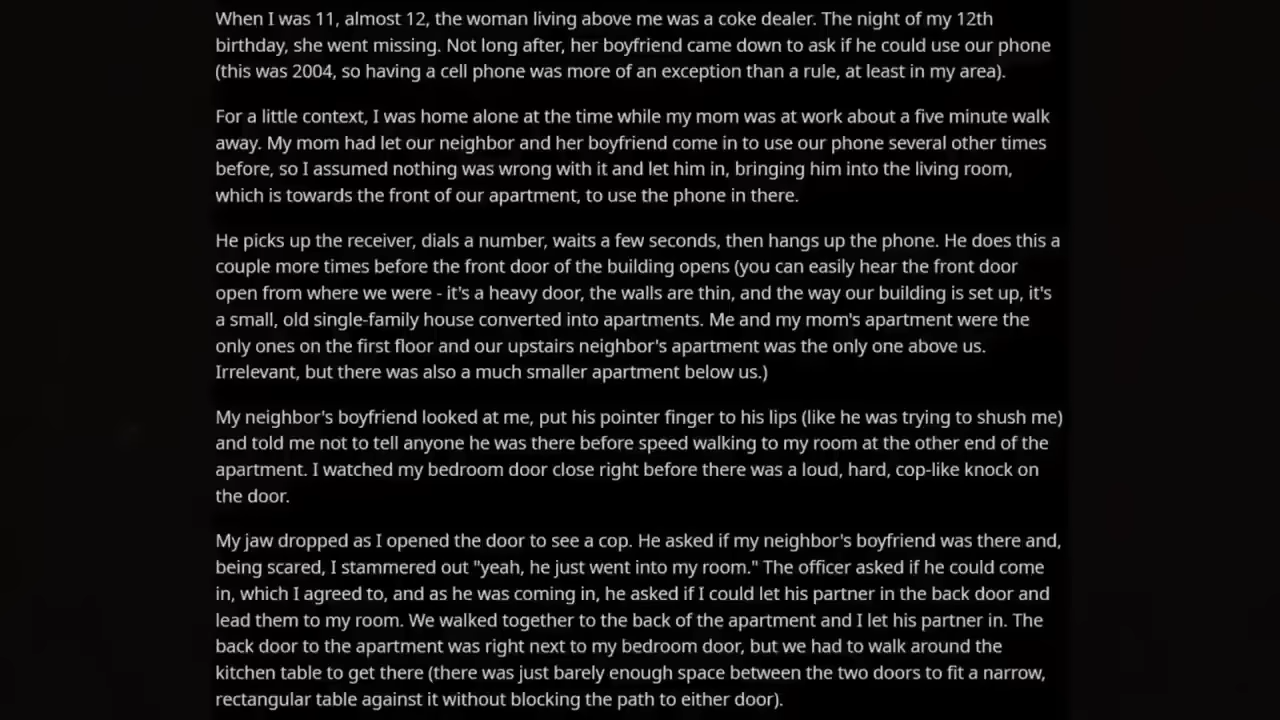 When I was 11, almost 12, the woman living above me was a coke dealer. The night of my 12th
birthday, she went missing. Not long after, her boyfriend came down to ask if he could use our phone
(this was 2004, so having a cell phone was more of an exception than a rule, at least in my area).
For a little context, I was home alone at the time while my mom was at work about a five minute walk
away. My mom had let our neighbor and her boyfriend come in to use our phone several other times
before, so I assumed nothing was wrong with it and let him in, bringing him into the living room,
which is towards the front of our apartment, to use the phone in there.
He picks up the receiver, dials a number, waits a few seconds, then hangs up the phone. He does this a
couple more times before the front door of the building opens (you can easily hear the front door
open from where we were - it's a heavy door, the walls are thin, and the way our building is set up, it's
a small, old single-family house converted into apartments. Me and my mom's apartment were the
only ones on the first floor and our upstairs neighbor's apartment was the only one above us.
Irrelevant, but there was also a much smaller apartment below us.)
My neighbor's boyfriend looked at me, put his pointer finger to his lips (like he was trying to shush me)
and told me not to tell anyone he was there before speed walking to my room at the other end of the
apartment. I watched my bedroom door close right before there was a loud, hard, cop-like knock on
the door.
My jaw dropped as I opened the door to see a cop. He asked if my neighbor's boyfriend was there and,
being scared, I stammered out "yeah, he just went into my room." The officer asked if he could come
in, which I agreed to, and as he was coming in, he asked if I could let his partner in the back door and
lead them to my room. We walked together to the back of the apartment and I let his partner in. The
back door to the apartment was right next to my bedroom door, but we had to walk around the
kitchen table to get there (there was just barely enough space between the two doors to fit a narrow,
rectangular table against it without blocking the path to either door).